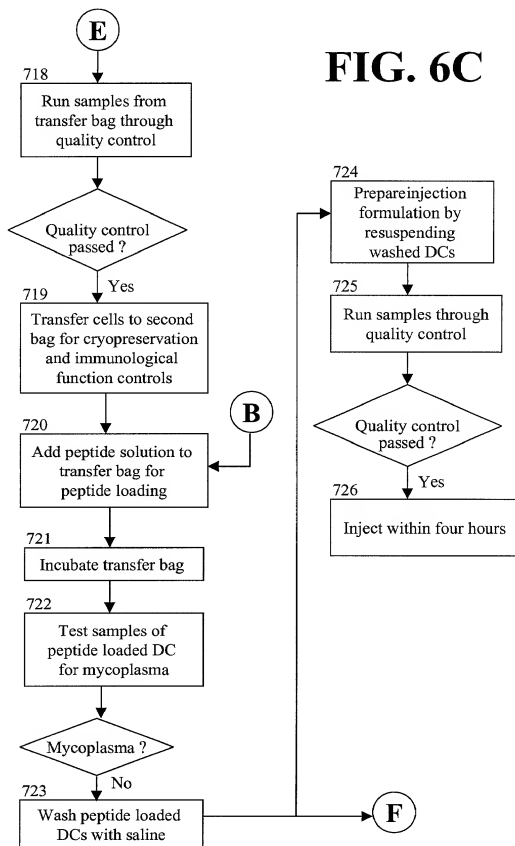 E
FIG. 6C
718
Run samples from
transfer bag through
quality control
Quality control
passed ?
Yes
719
Transfer cells to second
bag for cryopreservation
and immunological
function controls
B
720
Add peptide solution to
transfer bag for
peptide loading
721
Incubate transfer bag
722
Test samples of
peptide loaded DC
for mycoplasma
Mycoplasma ?
No
723
Wash peptide loaded
DCs with saline
F
724
Prepareinjection
formulation by
resuspending
washed DCs
725
Run samples through
quality control
Quality control
passed ?
Yes
726
Inject within four hours